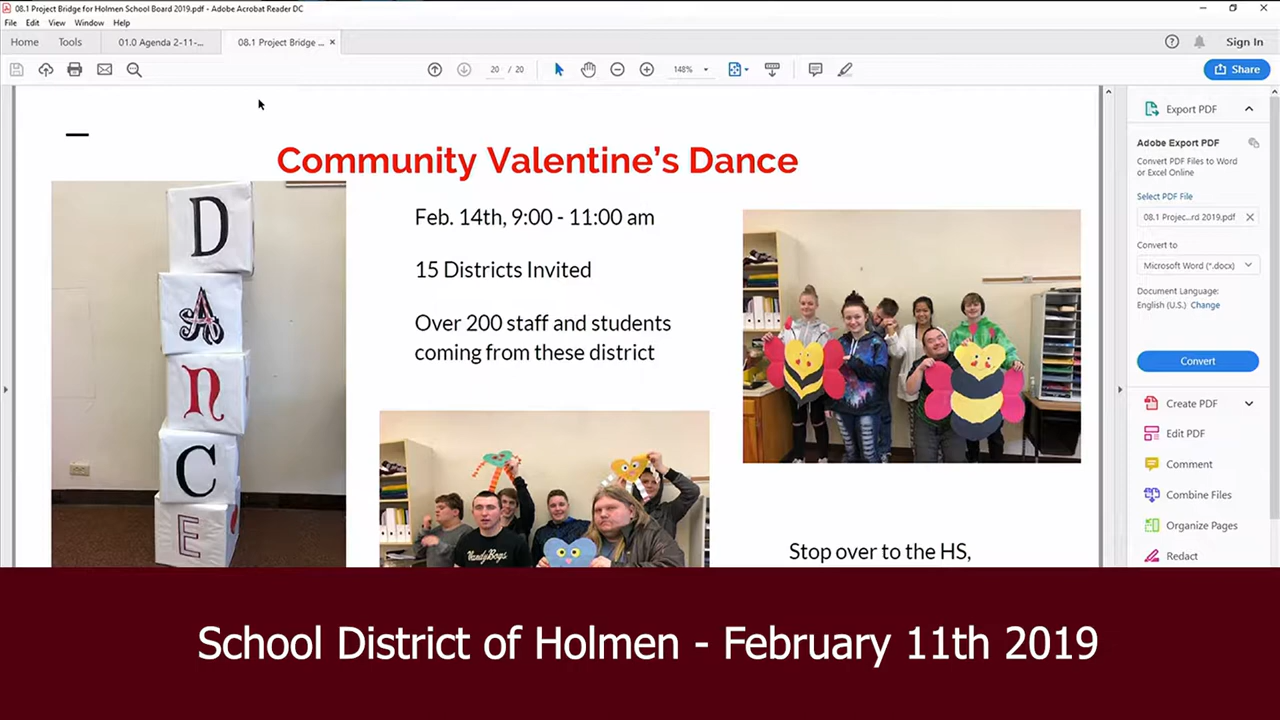 08.1 Project Bridge for Holmen School Board 2019.pdf - Adobe Acrobat Reader DC
File Edit View Window Help
Home Tools 01.0 Agenda 2-11-... 08.1 Project Bridge ... ×
Sign In
20 / 20
148%
Share
Community Valentine's Dance
D
A
N
C
E
Feb. 14th, 9:00 - 11:00 am
15 Districts Invited
Over 200 staff and students
coming from these district
Stop over to the HS,
Export PDF
Adobe Export PDF
Convert PDF Files to Word
or Excel Online
Select PDF File
08.1 Projec...rd 2019.pdf
Convert to
Microsoft Word (*.docx)
Document Language:
English (U.S.) Change
Convert
Create PDF
Edit PDF
Comment
Combine Files
Organize Pages
Redact
School District of Holmen - February 11th 2019